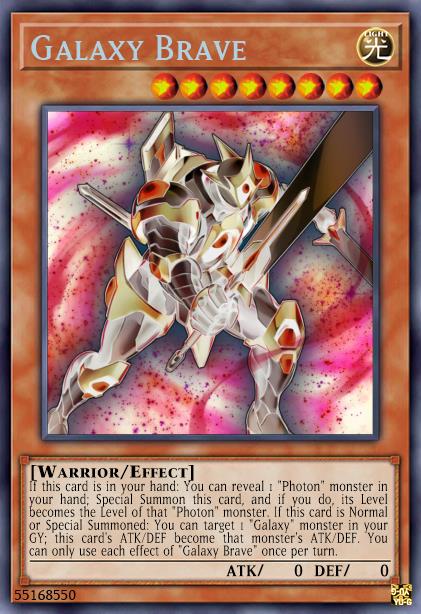 GALAXY BRAVE
LIGHT
光
[WARRIOR/EFFECT]
If this card is in your hand: You can reveal 1 "Photon" monster in
your hand; Special Summon this card, and if you do, its Level
becomes the Level of that "Photon" monster. If this card is Normal
or Special Summoned: You can target 1 "Galaxy" monster in your
GY; this card's ATK/DEF become that monster's ATK/DEF. You
can only use each effect of "Galaxy Brave" once per turn.
ATK/ 0 DEF/ 0
55168550